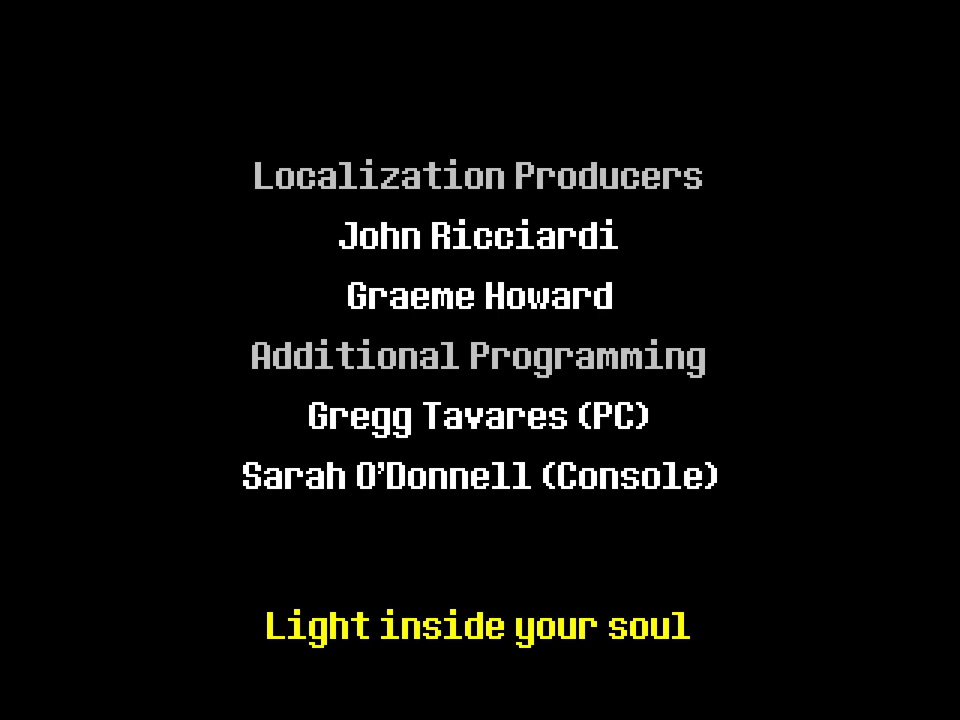 Localization Producers
John Ricciardi
Graeme Howard
Additional Programming
Gregg Tavares (PC)
Sarah O'Donnell (Console)
Light inside your soul